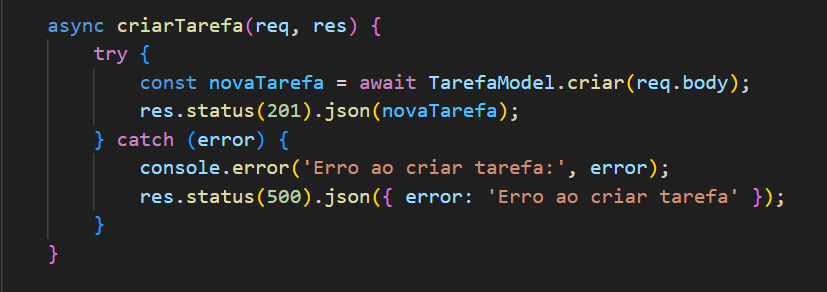 async criarTarefa(req, res) {
    try {
        const novaTarefa = await TarefaModel.criar(req.body);
        res.status(201).json(novaTarefa);
    } catch (error) {
        console.error('Erro ao criar tarefa:', error);
        res.status(500).json({ error: 'Erro ao criar tarefa' });
    }
}